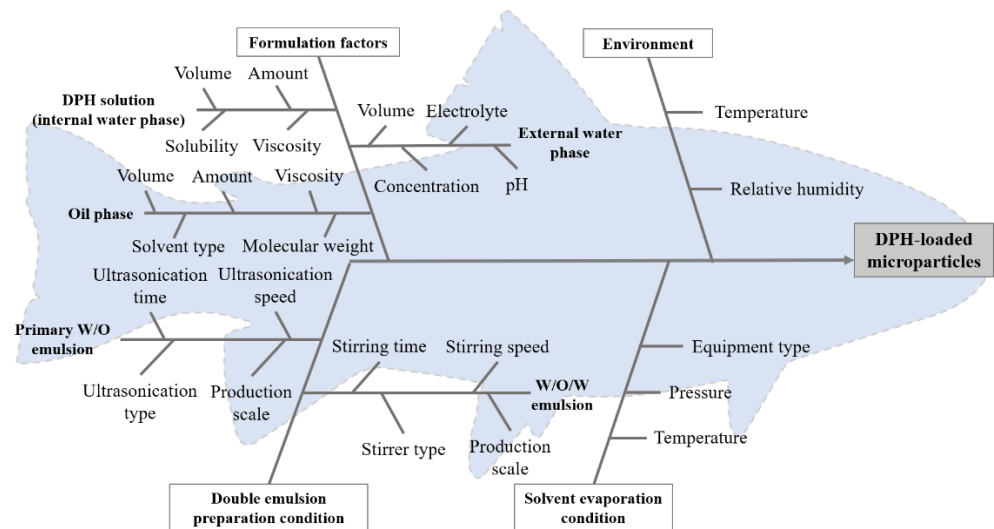 Formulation factors
Environment
Volume
Amount
DPH solution
(internal water phase)
Solubility
Viscosity
Volume
Electrolyte
External water
phase
Concentration
pH
Temperature
Relative humidity
Volume
Amount
Viscosity
Oil phase
Solvent type
Molecular weight
DPH-loaded
microparticles
Ultrasonication
time
Ultrasonication
speed
Primary W/O
emulsion
Ultrasonication
type
Production
scale
Stirring time
Stirring speed
W/O/W
emulsion
Stirrer type
Production
scale
Equipment type
Pressure
Temperature
Double emulsion
preparation condition
Solvent evaporation
condition